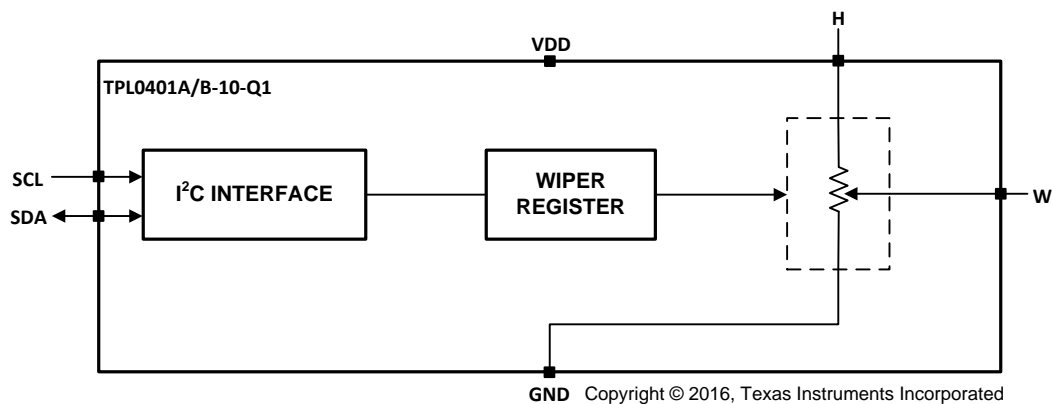 H
VDD
TPL0401A/B-10-Q1
SCL
SDA
I²C INTERFACE
WIPER
REGISTER
W
GND
Copyright © 2016, Texas Instruments Incorporated